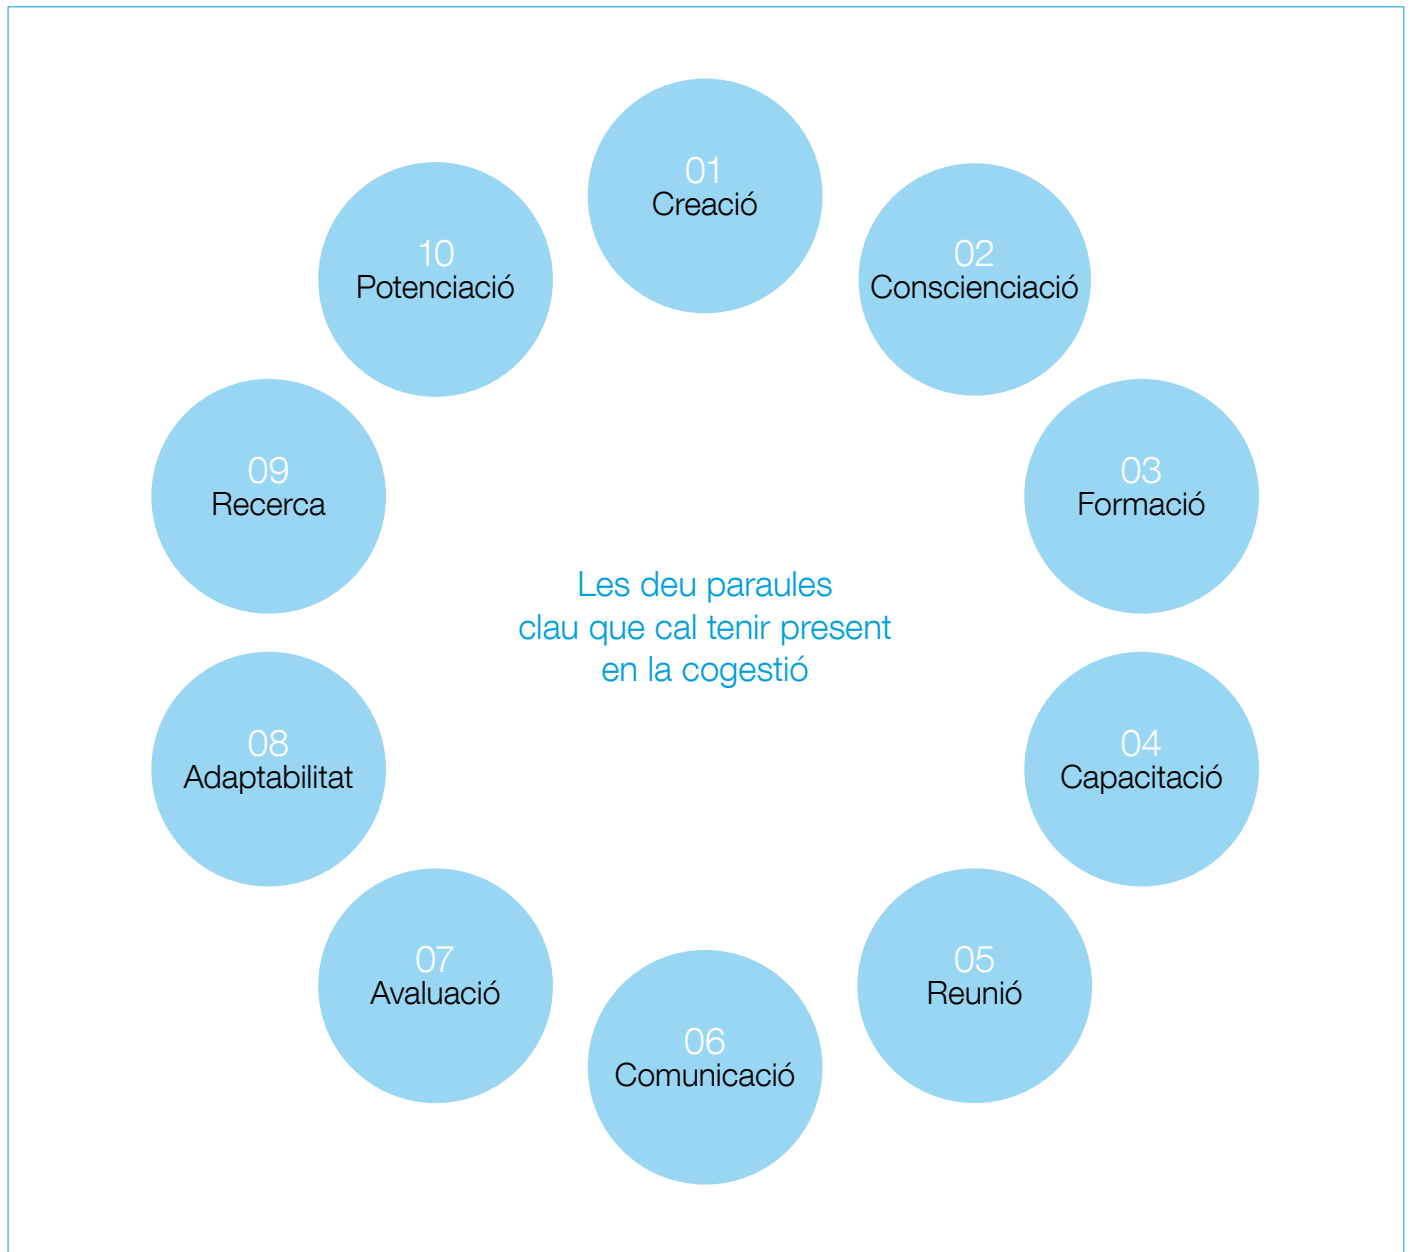 01
Creació
02
Conscienciació
03
Formació
04
Capacitació
05
Reunió
06
Comunicació
07
Avaluació
08
Adaptabilitat
09
Recerca
10
Potenciació
Les deu paraules
clau que cal tenir present
en la cogestió